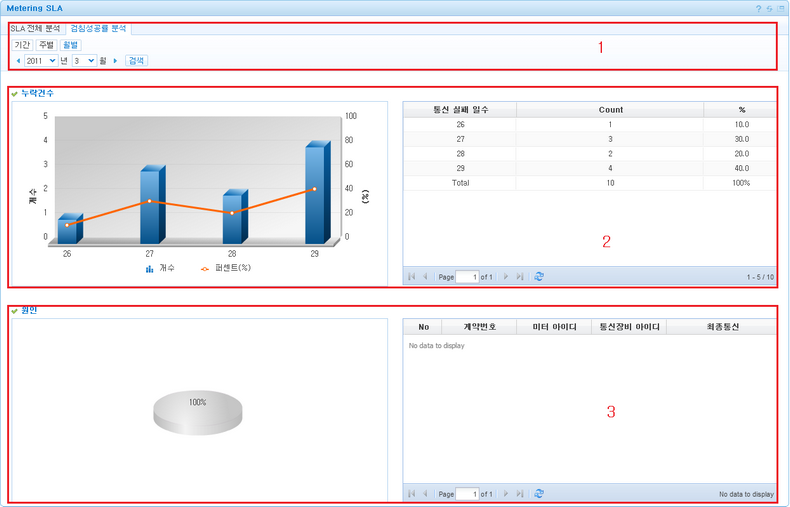 Metering SLA
SLA 전체 분석 검침성공률 분석
기간 주별 월별
2011 년 3 월 검색
1
누락건수
5 100
4 80
3 60
2 40
1 20
0 0
개수
(%)
26 27 28 29
개수 퍼센트(%)
통신 실패 일수 Count %
26 1 10.0
27 3 30.0
28 2 20.0
29 4 40.0
Total 10 100%
2
Page 1 of 1 1 - 5 / 10
원인
100%
No 계약번호 미터 아이디 통신장비 아이디 최종통신
No data to display
3
Page 1 of 1 No data to display